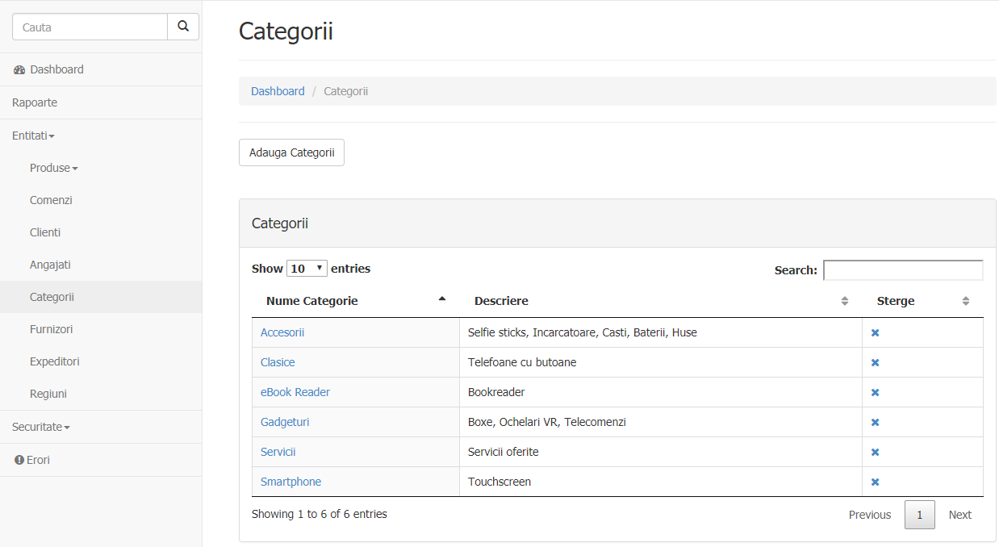 Cauta
Dashboard
Rapoarte
Entitati
Produse
Comenzi
Clienti
Angajati
Categorii
Furnizori
Expeditori
Regiuni
Securitate
Erori
Categorii
Dashboard / Categorii
Adauga Categorii
Categorii
Show 10 entries
Search:
Nume Categorie Descriere Sterge
Accesorii Selfie sticks, Incarcatoare, Casti, Baterii, Huse
Clasice Telefoane cu butoane
eBook Reader Bookreader
Gadgeturi Boxe, Ochelari VR, Telecomenzi
Servicii Servicii oferite
Smartphone Touchscreen
Showing 1 to 6 of 6 entries
Previous 1 Next